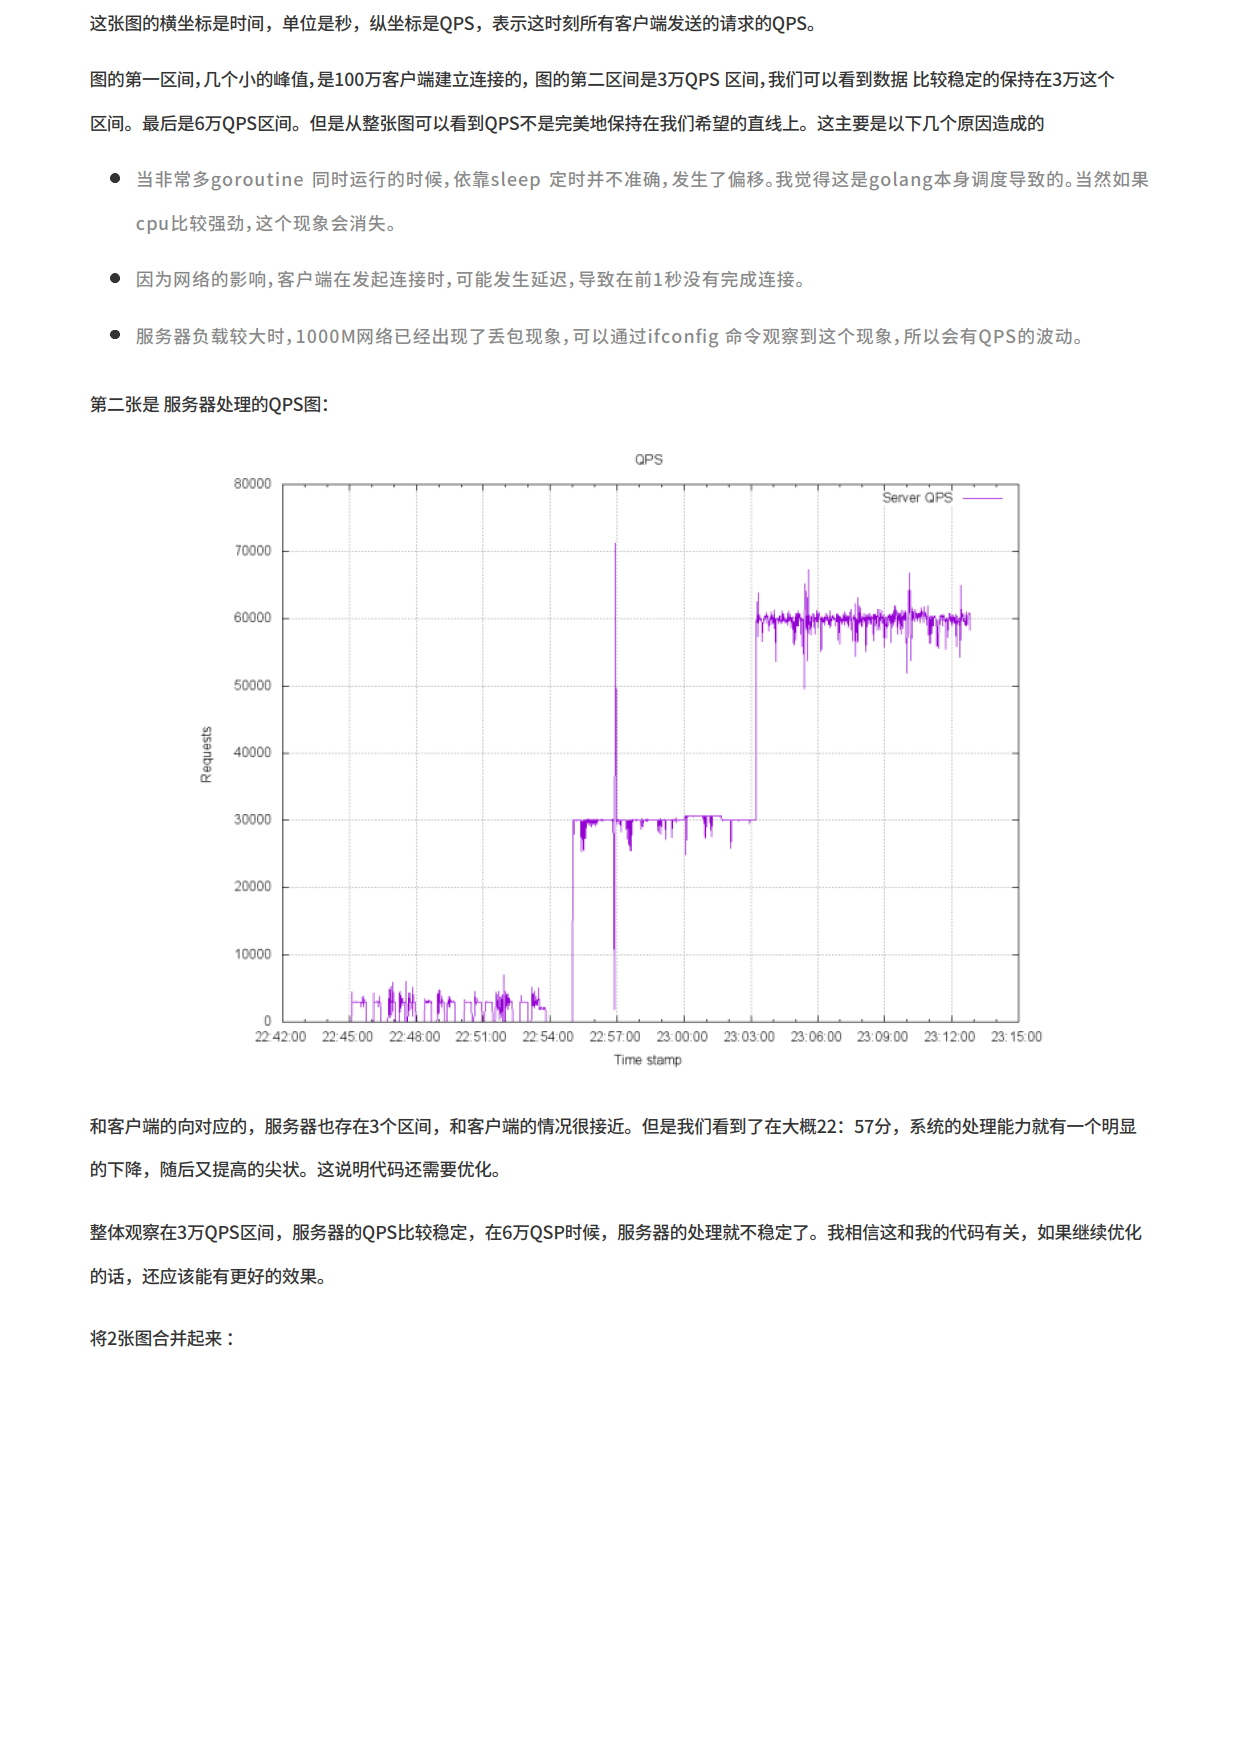 这张图的横坐标是时间，单位是秒，纵坐标是QPS，表示这时刻所有客户端发送的请求的QPS。
图的第一区间，几个小的峰值，是100万客户端建立连接的， 图的第二区间是3万QPS 区间，我们可以看到数据 比较稳定的保持在3万这个
区间。最后是6万QPS区间。但是从整张图可以看到QPS不是完美地保持在我们希望的直线上。这主要是以下几个原因造成的
当非常多goroutine 同时运行的时候，依靠sleep 定时并不准确，发生了偏移。我觉得这是golang本身调度导致的。当然如果
cpu比较强劲，这个现象会消失。
因为网络的影响，客户端在发起连接时，可能发生延迟，导致在前1秒没有完成连接。
服务器负载较大时，1000M网络已经出现了丢包现象，可以通过ifconfig 命令观察到这个现象，所以会有QPS的波动。
第二张是 服务器处理的QPS图：
QPS
Server QPS
80000
70000
60000
50000
40000
30000
20000
10000
0
Requests
22:42:00 22:45:00 22:48:00 22:51:00 22:54:00 22:57:00 23:00:00 23:03:00 23:06:00 23:09:00 23:12:00 23:15:00
Time stamp
和客户端的向对应的，服务器也存在3个区间，和客户端的情况很接近。但是我们看到了在大概22：57分，系统的处理能力就有一个明显
的下降，随后又提高的尖状。这说明代码还需要优化。
整体观察在3万QPS区间，服务器的QPS比较稳定，在6万QSP时候，服务器的处理就不稳定了。我相信这和我的代码有关，如果继续优化
的话，还应该能有更好的效果。
将2张图合并起来 ：